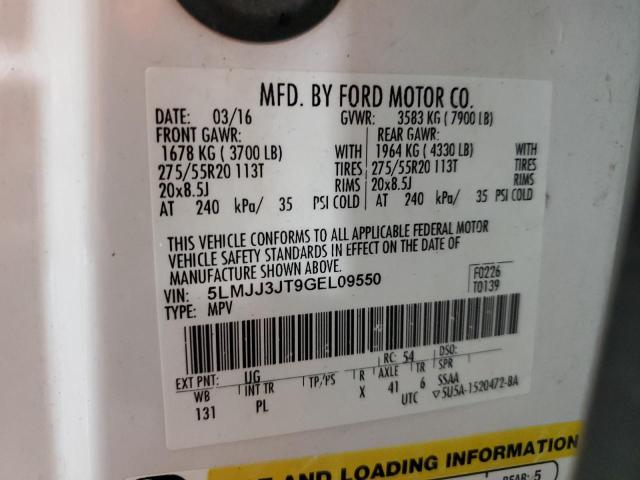 MFD. BY FORD MOTOR CO.
DATE: 03/16 GVWR: 3583 KG ( 7900 LB)
FRONT GAWR: REAR GAWR:
1678 KG ( 3700 LB) WITH 1964 KG ( 4330 LB) WITH
275/55R20 113T TIRES 275/55R20 113T TIRES
20x8.5J RIMS 20x8.5J RIMS
AT 240 kPa/ 35 PSI COLD AT 240 kPa/ 35 PSI COLD
THIS VEHICLE CONFORMS TO ALL APPLICABLE FEDERAL MOTOR
VEHICLE SAFETY STANDARDS IN EFFECT ON THE DATE OF
MANUFACTURE SHOWN ABOVE.
VIN: 5LMJJ3JT9GEL09550 F0226
TYPE: MPV T0139
EXT PNT: UG RC: 54 DSO:
WB INT TR TP/PS R AXLE TR SPR SSAA
131 PL X 41 6 UTC ▽5U5A-1520472-BA
AND LOADING INFORMATION
REAR: 5